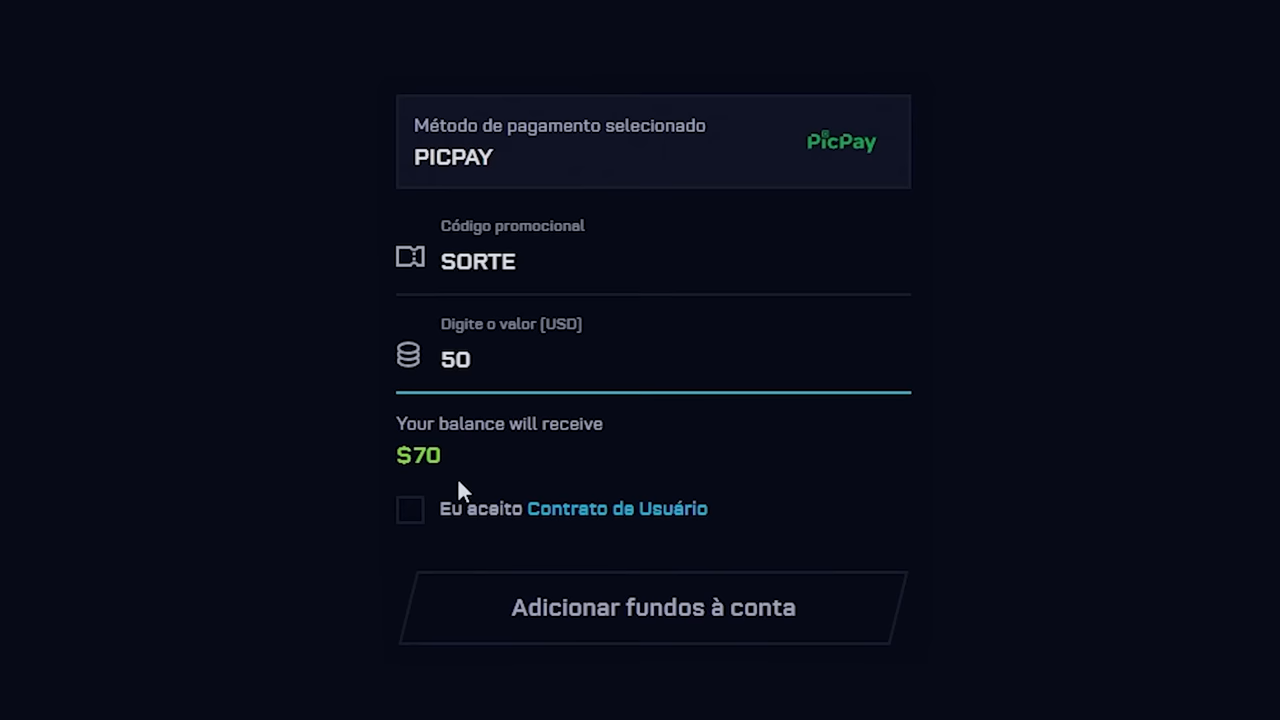 Método de pagamento selecionado
PICPAY
PicPay
Código promocional
SORTE
Digite o valor [USD]
50
Your balance will receive
$70
Eu aceito Contrato de Usuário
Adicionar fundos à conta